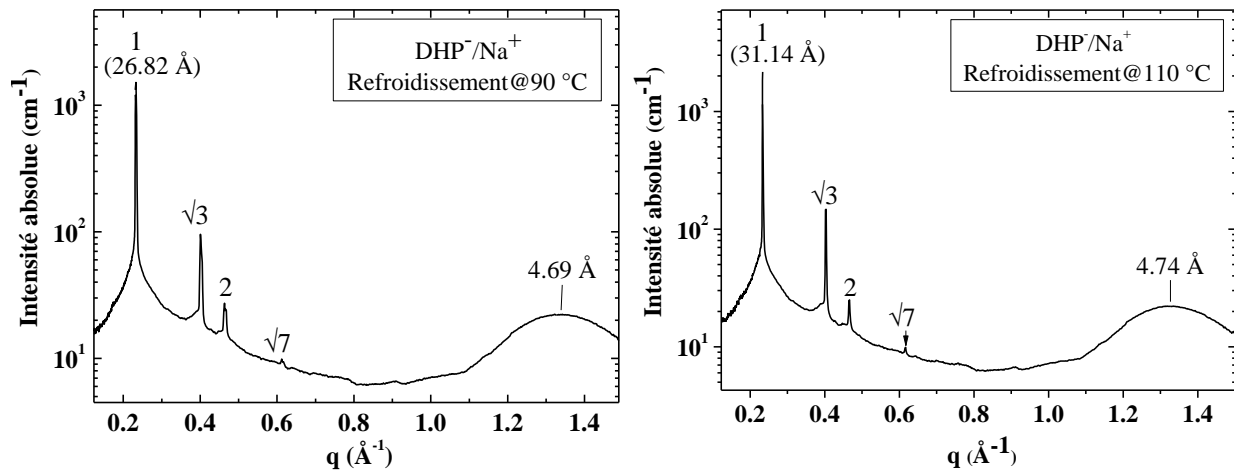 1
(26.82 Å)
DHP⁻/Na⁺
Refroidissement@90 °C
10³
√3
10²
2
4.69 Å
√7
10¹
Intensité absolue (cm⁻¹)
0.2 0.4 0.6 0.8 1.0 1.2 1.4
q (Å⁻¹)
1
(31.14 Å)
DHP⁻/Na⁺
Refroidissement@110 °C
10³
√3
10²
2
4.74 Å
√7
10¹
Intensité absolue (cm⁻¹)
0.2 0.4 0.6 0.8 1.0 1.2 1.4
q (Å⁻¹)